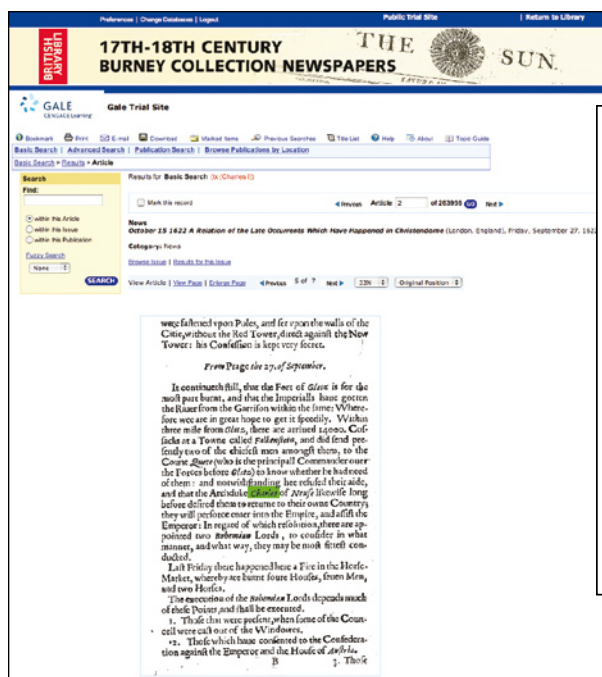 Preferences | Change Databases | Logout
Public Trial Site
| Return to Library
BRITISH
LIBRARY
17TH-18TH CENTURY
BURNEY COLLECTION NEWSPAPERS
THE SUN.
GALE
CENGAGE Learning
Gale Trial Site
Bookmark Print E-mail Download Marked Items Previous Searches Title List Help About Topic Guide
Basic Search | Advanced Search | Publication Search | Browse Publications by Location
Basic Search > Results > Article
Search
Find:
within this Article
within this Issue
within this Publication
Fuzzy Search
None
SEARCH
Results for Basic Search (tx (Charles I))
Mark this record
Previous Article 2 of 263956 GO Next
News
October 15 1622 A Relation of the Late Occurrents Which Have Happened in Christendome (London, England), Friday, September 27, 1622
Category: News
Browse Issue | Results for this Issue
View Article | View Page | Enlarge Page Previous 5 of 7 Next 33% Original Position
were fastened vpon Poles, and set vpon the walls of the
Citie, without the Red Tower, direct against the New
Tower: his Confession is kept very secret.
From Prage the 27. of September.
It continueth still, that the Fort of Glatz is for the
most part burnt, and that the Imperialls haue gotten
the Riuer from the Garrison within the same: Where-
fore wee are in great hope to get it speedily. Within
three mile from Glatz, there are arriued 14000. Cos-
sacks at a Towne called Falkenstein, and did send pre-
sently two of the chiefest men amongst them, to the
Count (who is the principall Commander ouer
the Forces before Glatz) to know whether he had need
of them: and notwithstanding hee refused their aide,
and that the Archduke Charles of likewise long
before desired them to returne to their owne Country,
they will perforce enter into the Empire, and assist the
Emperor: In regard of which resolution, there are ap-
pointed two Bohemian Lords, to consider in what
manner, and what way, they may be most fittest con-
ducted.
Last Friday there happened here a Fire in the Horse-
Market, whereby are burnt foure Houses, seuen Men,
and two Horses.
The execution of the Bohemian Lords depends much
of these Points, and shall be executed.
1. Those that were present, when some of the Coun-
cell were cast out of the Windowes.
2. Those which haue consented to the Confedera-
tion against the Emperor and the House of Austria.
B 3. Those